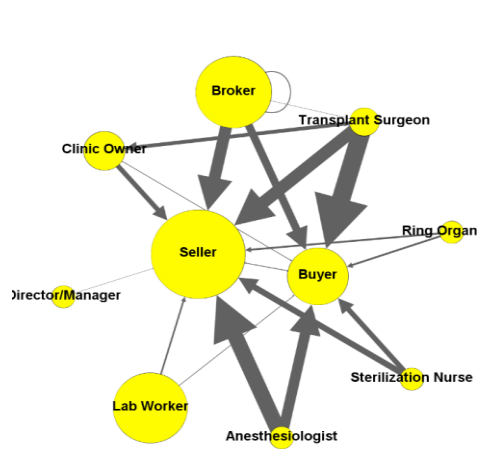 Broker
Transplant Surgeon
Clinic Owner
Ring Organ
Seller
Buyer
Director/Manager
Sterilization Nurse
Lab Worker
Anesthesiologist